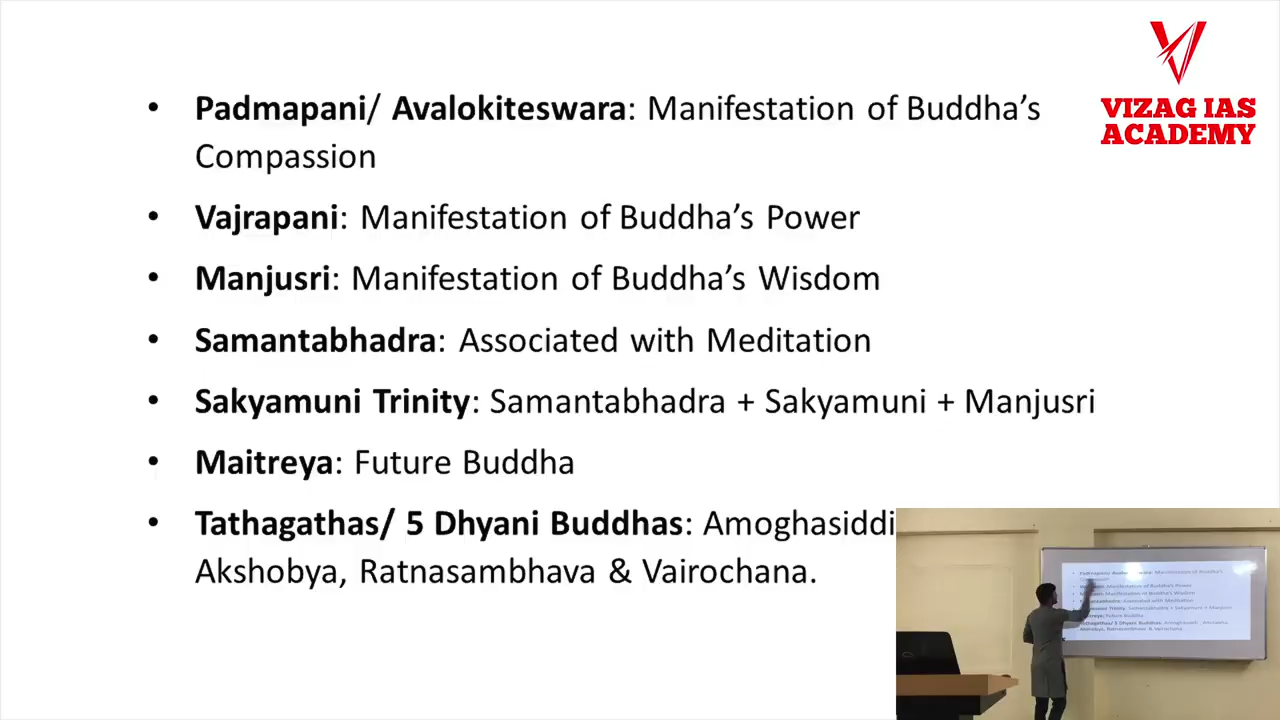 VIZAG IAS
ACADEMY
• Padmapani/ Avalokiteswara: Manifestation of Buddha’s
Compassion
• Vajrapani: Manifestation of Buddha’s Power
• Manjusri: Manifestation of Buddha’s Wisdom
• Samantabhadra: Associated with Meditation
• Sakyamuni Trinity: Samantabhadra + Sakyamuni + Manjusri
• Maitreya: Future Buddha
• Tathagathas/ 5 Dhyani Buddhas: Amoghasiddi
Akshobya, Ratnasambhava & Vairochana.